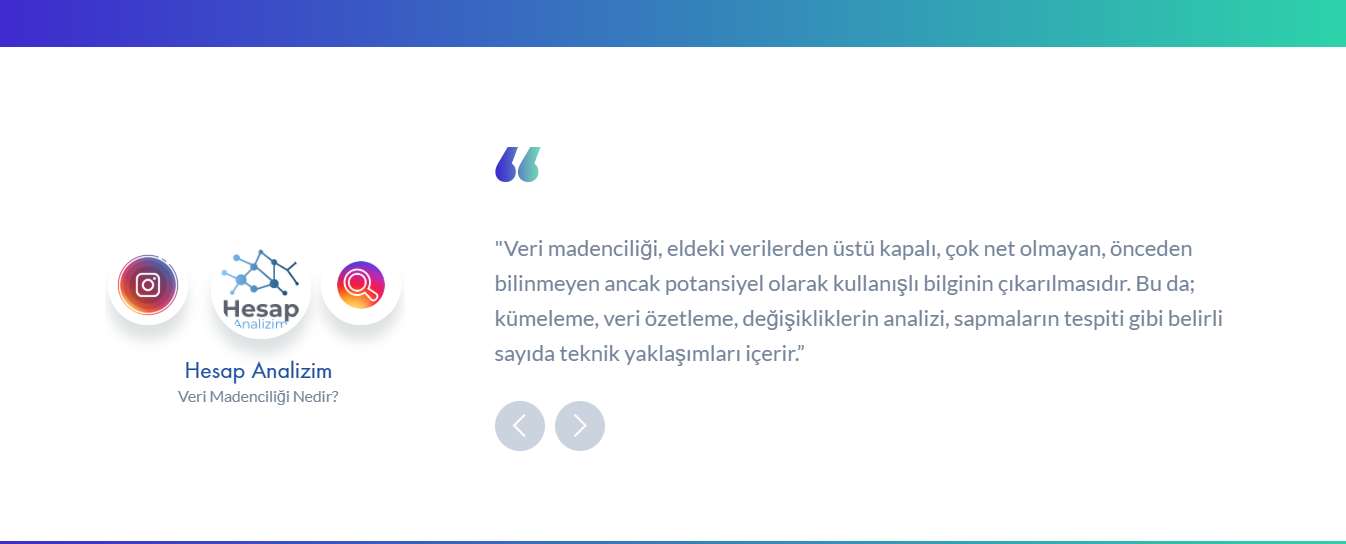 "Veri madenciliği, eldeki verilerden üstü kapalı, çok net olmayan, önceden
bilinmeyen ancak potansiyel olarak kullanışlı bilginin çıkarılmasıdır. Bu da;
kümeleme, veri özetleme, değişikliklerin analizi, sapmaların tespiti gibi belirli
sayıda teknik yaklaşımları içerir.”
Hesap
Analizim
Hesap Analizim
Veri Madenciliği Nedir?